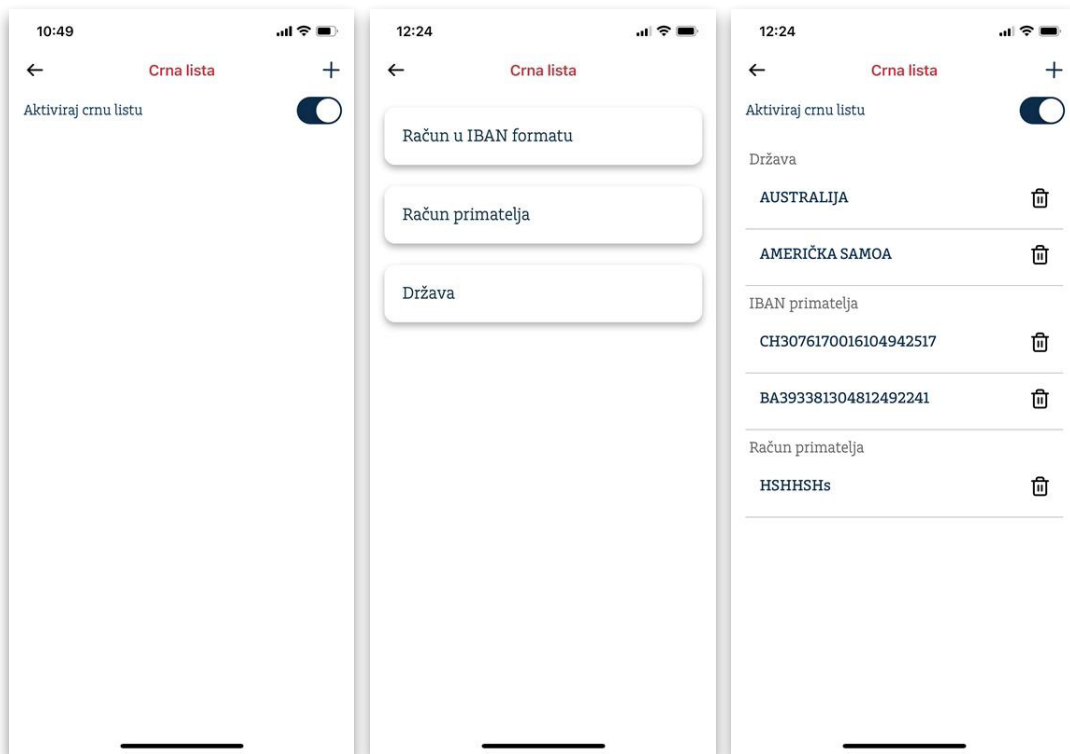 10:49
Crna lista
Aktiviraj crnu listu
12:24
Crna lista
Račun u IBAN formatu
Račun primatelja
Država
12:24
Crna lista
Aktiviraj crnu listu
Država
AUSTRALIJA
AMERIČKA SAMOA
IBAN primatelja
CH3076170016104942517
BA393381304812492241
Račun primatelja
HSHHSHs